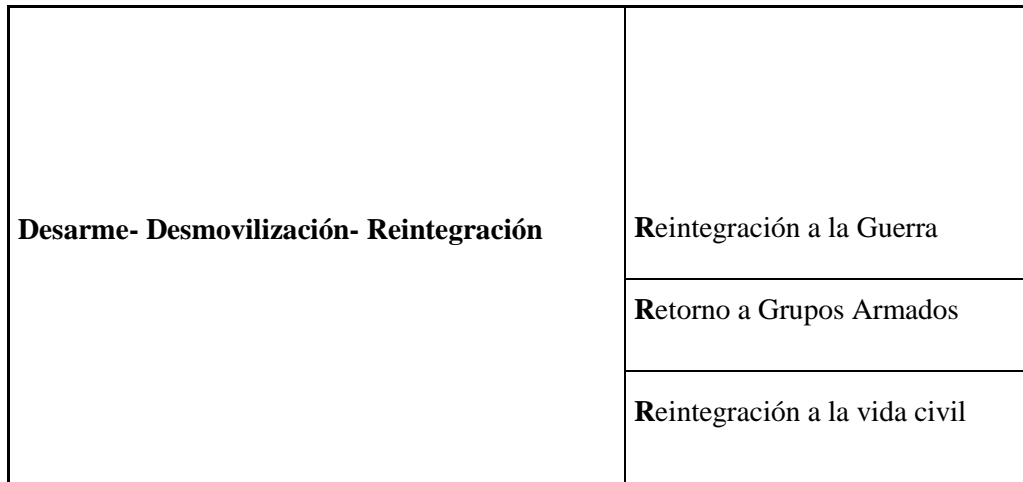 Desarme- Desmovilización- Reintegración
Reintegración a la Guerra
Retorno a Grupos Armados
Reintegración a la vida civil